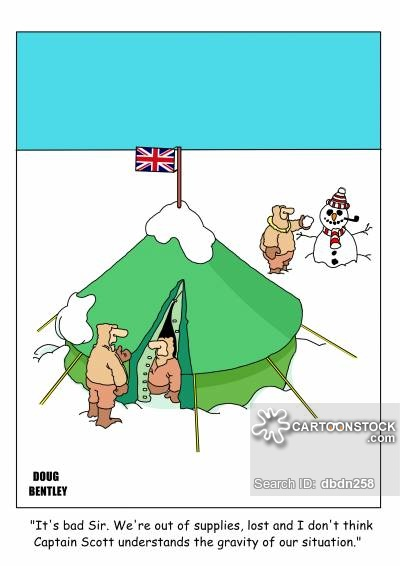 CARTOONSTOCK
.com
Search ID: dbdn258
DOUG
BENTLEY
"It's bad Sir. We're out of supplies, lost and I don't think
Captain Scott understands the gravity of our situation."